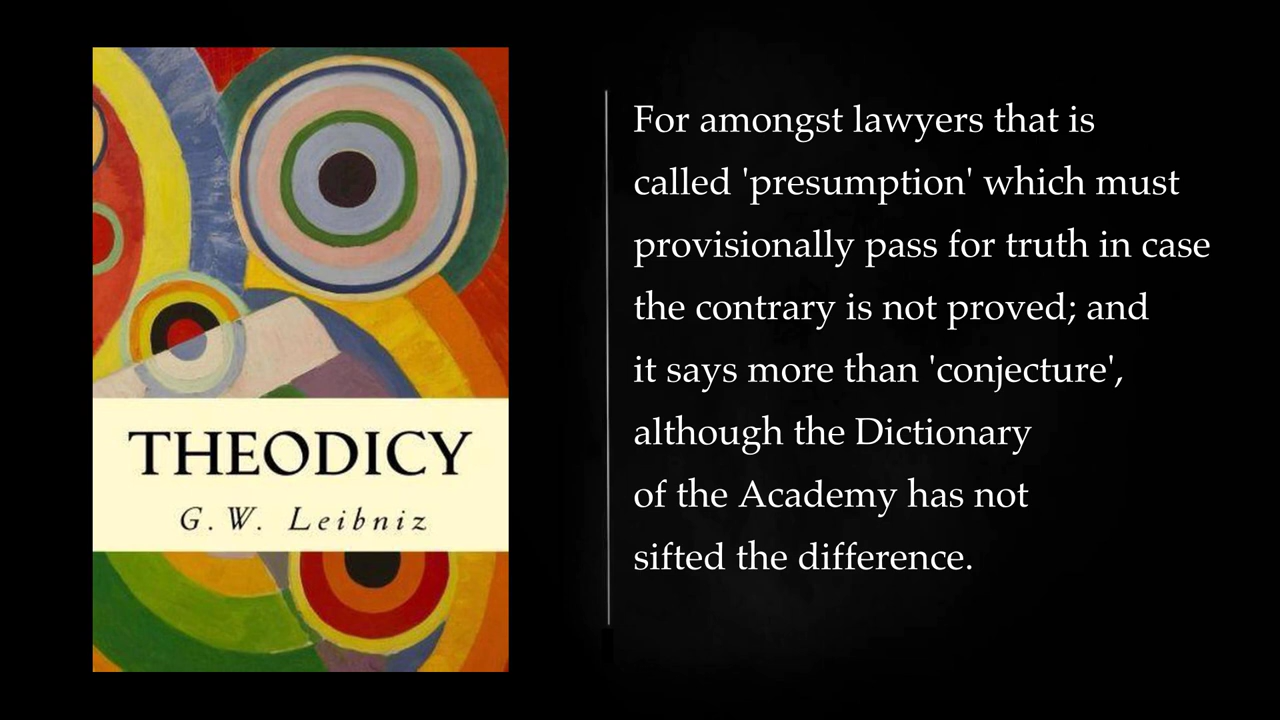 THEODICY
G.W. Leibniz
For amongst lawyers that is
called 'presumption' which must
provisionally pass for truth in case
the contrary is not proved; and
it says more than 'conjecture',
although the Dictionary
of the Academy has not
sifted the difference.